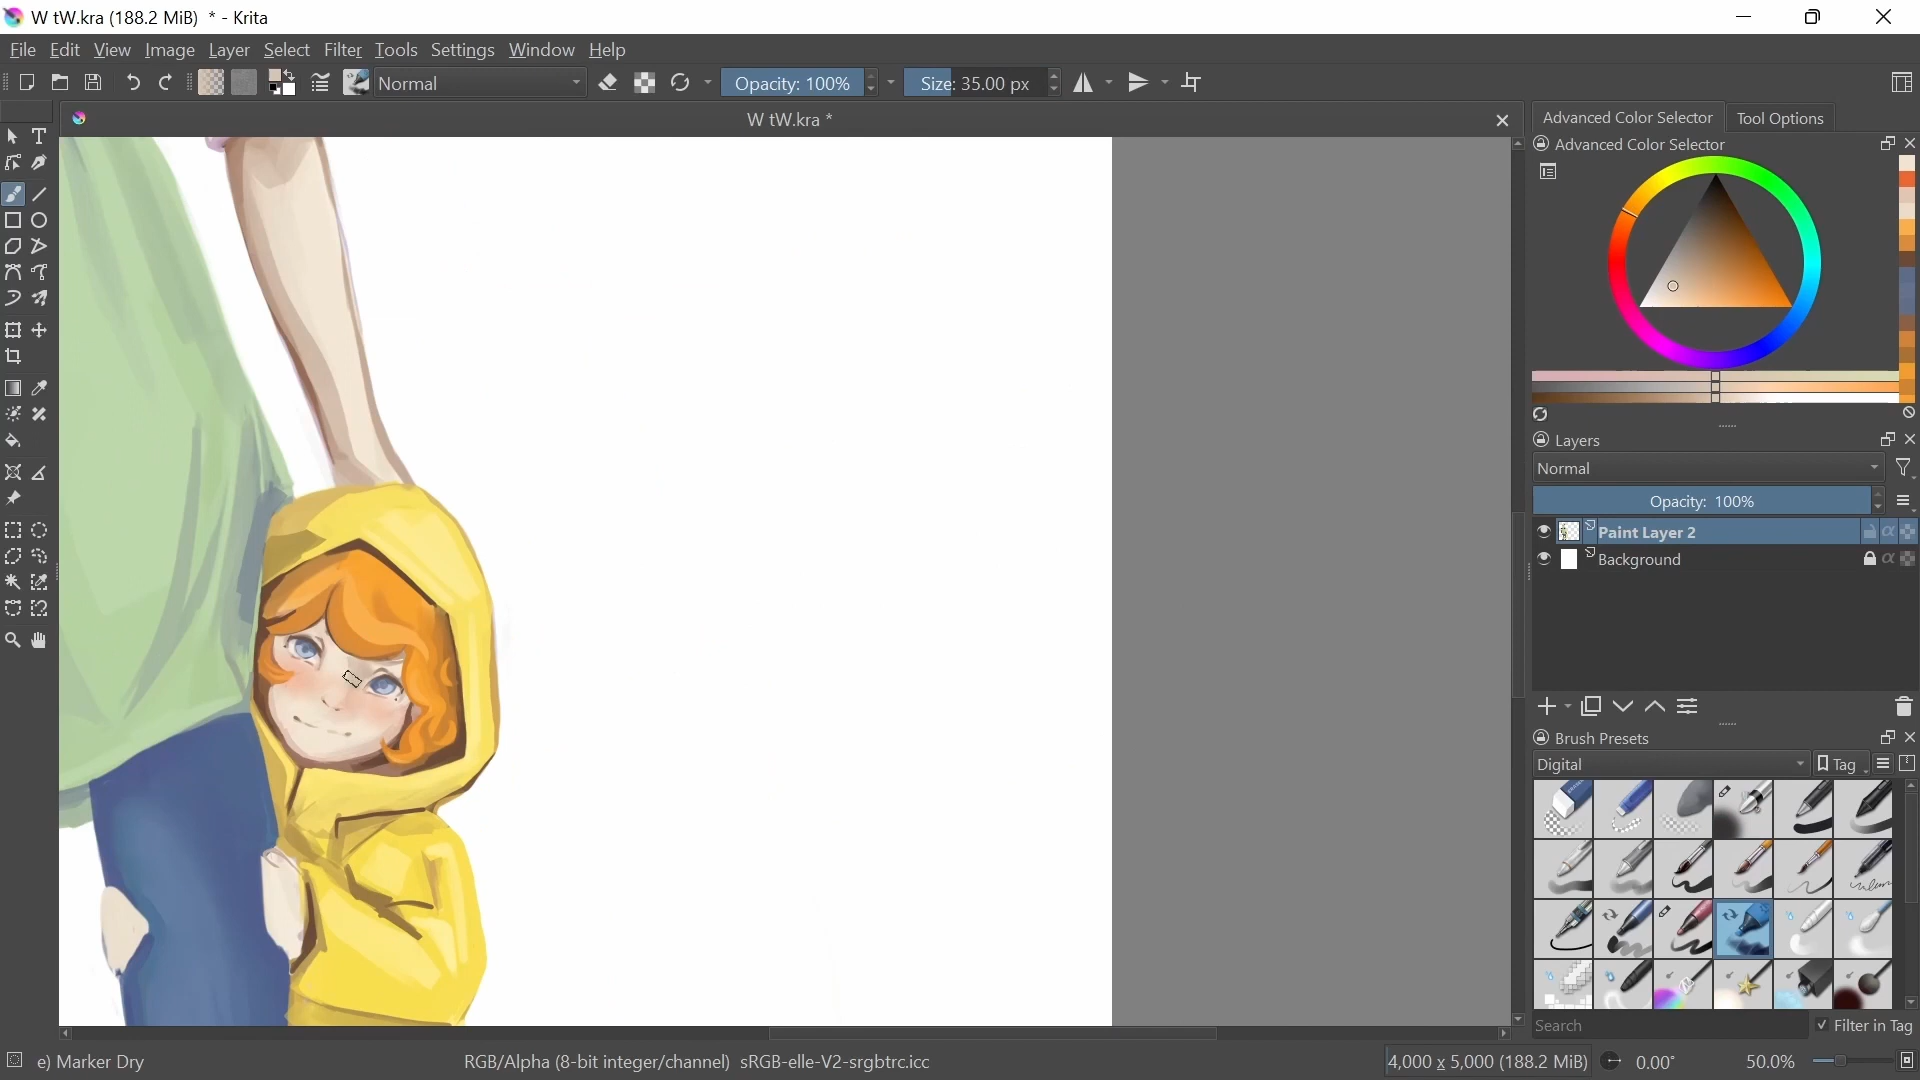 W tW.kra (188.2 MiB) * - Krita
File Edit View Image Layer Select Filter Tools Settings Window Help
Normal
Opacity: 100%
Size: 35.00 px
W tW.kra *
Advanced Color Selector
Tool Options
Advanced Color Selector
Layers
Normal
Opacity: 100%
Paint Layer 2
Background
Brush Presets
Digital
Tag
Search
Filter in Tag
e) Marker Dry
RGB/Alpha (8-bit integer/channel) sRGB-elle-V2-srgbtrc.icc
4,000 x 5,000 (188.2 MiB)
0.00°
50.0%